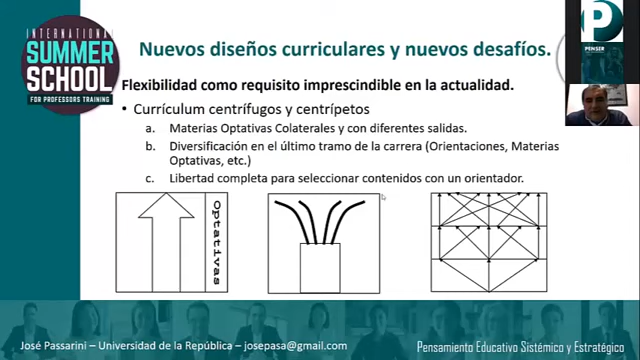 INTERNATIONAL
SUMMER
SCHOOL
FOR PROFESSORS TRAINING
Nuevos diseños curriculares y nuevos desafíos.
PENSER
Flexibilidad como requisito imprescindible en la actualidad.
• Currículum centrífugos y centrípetos
a. Materias Optativas Colaterales y con diferentes salidas.
b. Diversificación en el último tramo de la carrera (Orientaciones, Materias
Optativas, etc.)
c. Libertad completa para seleccionar contenidos con un orientador.
Optativas
José Passarini – Universidad de la República – josepasa@gmail.com
Pensamiento Educativo Sistémico y Estratégico